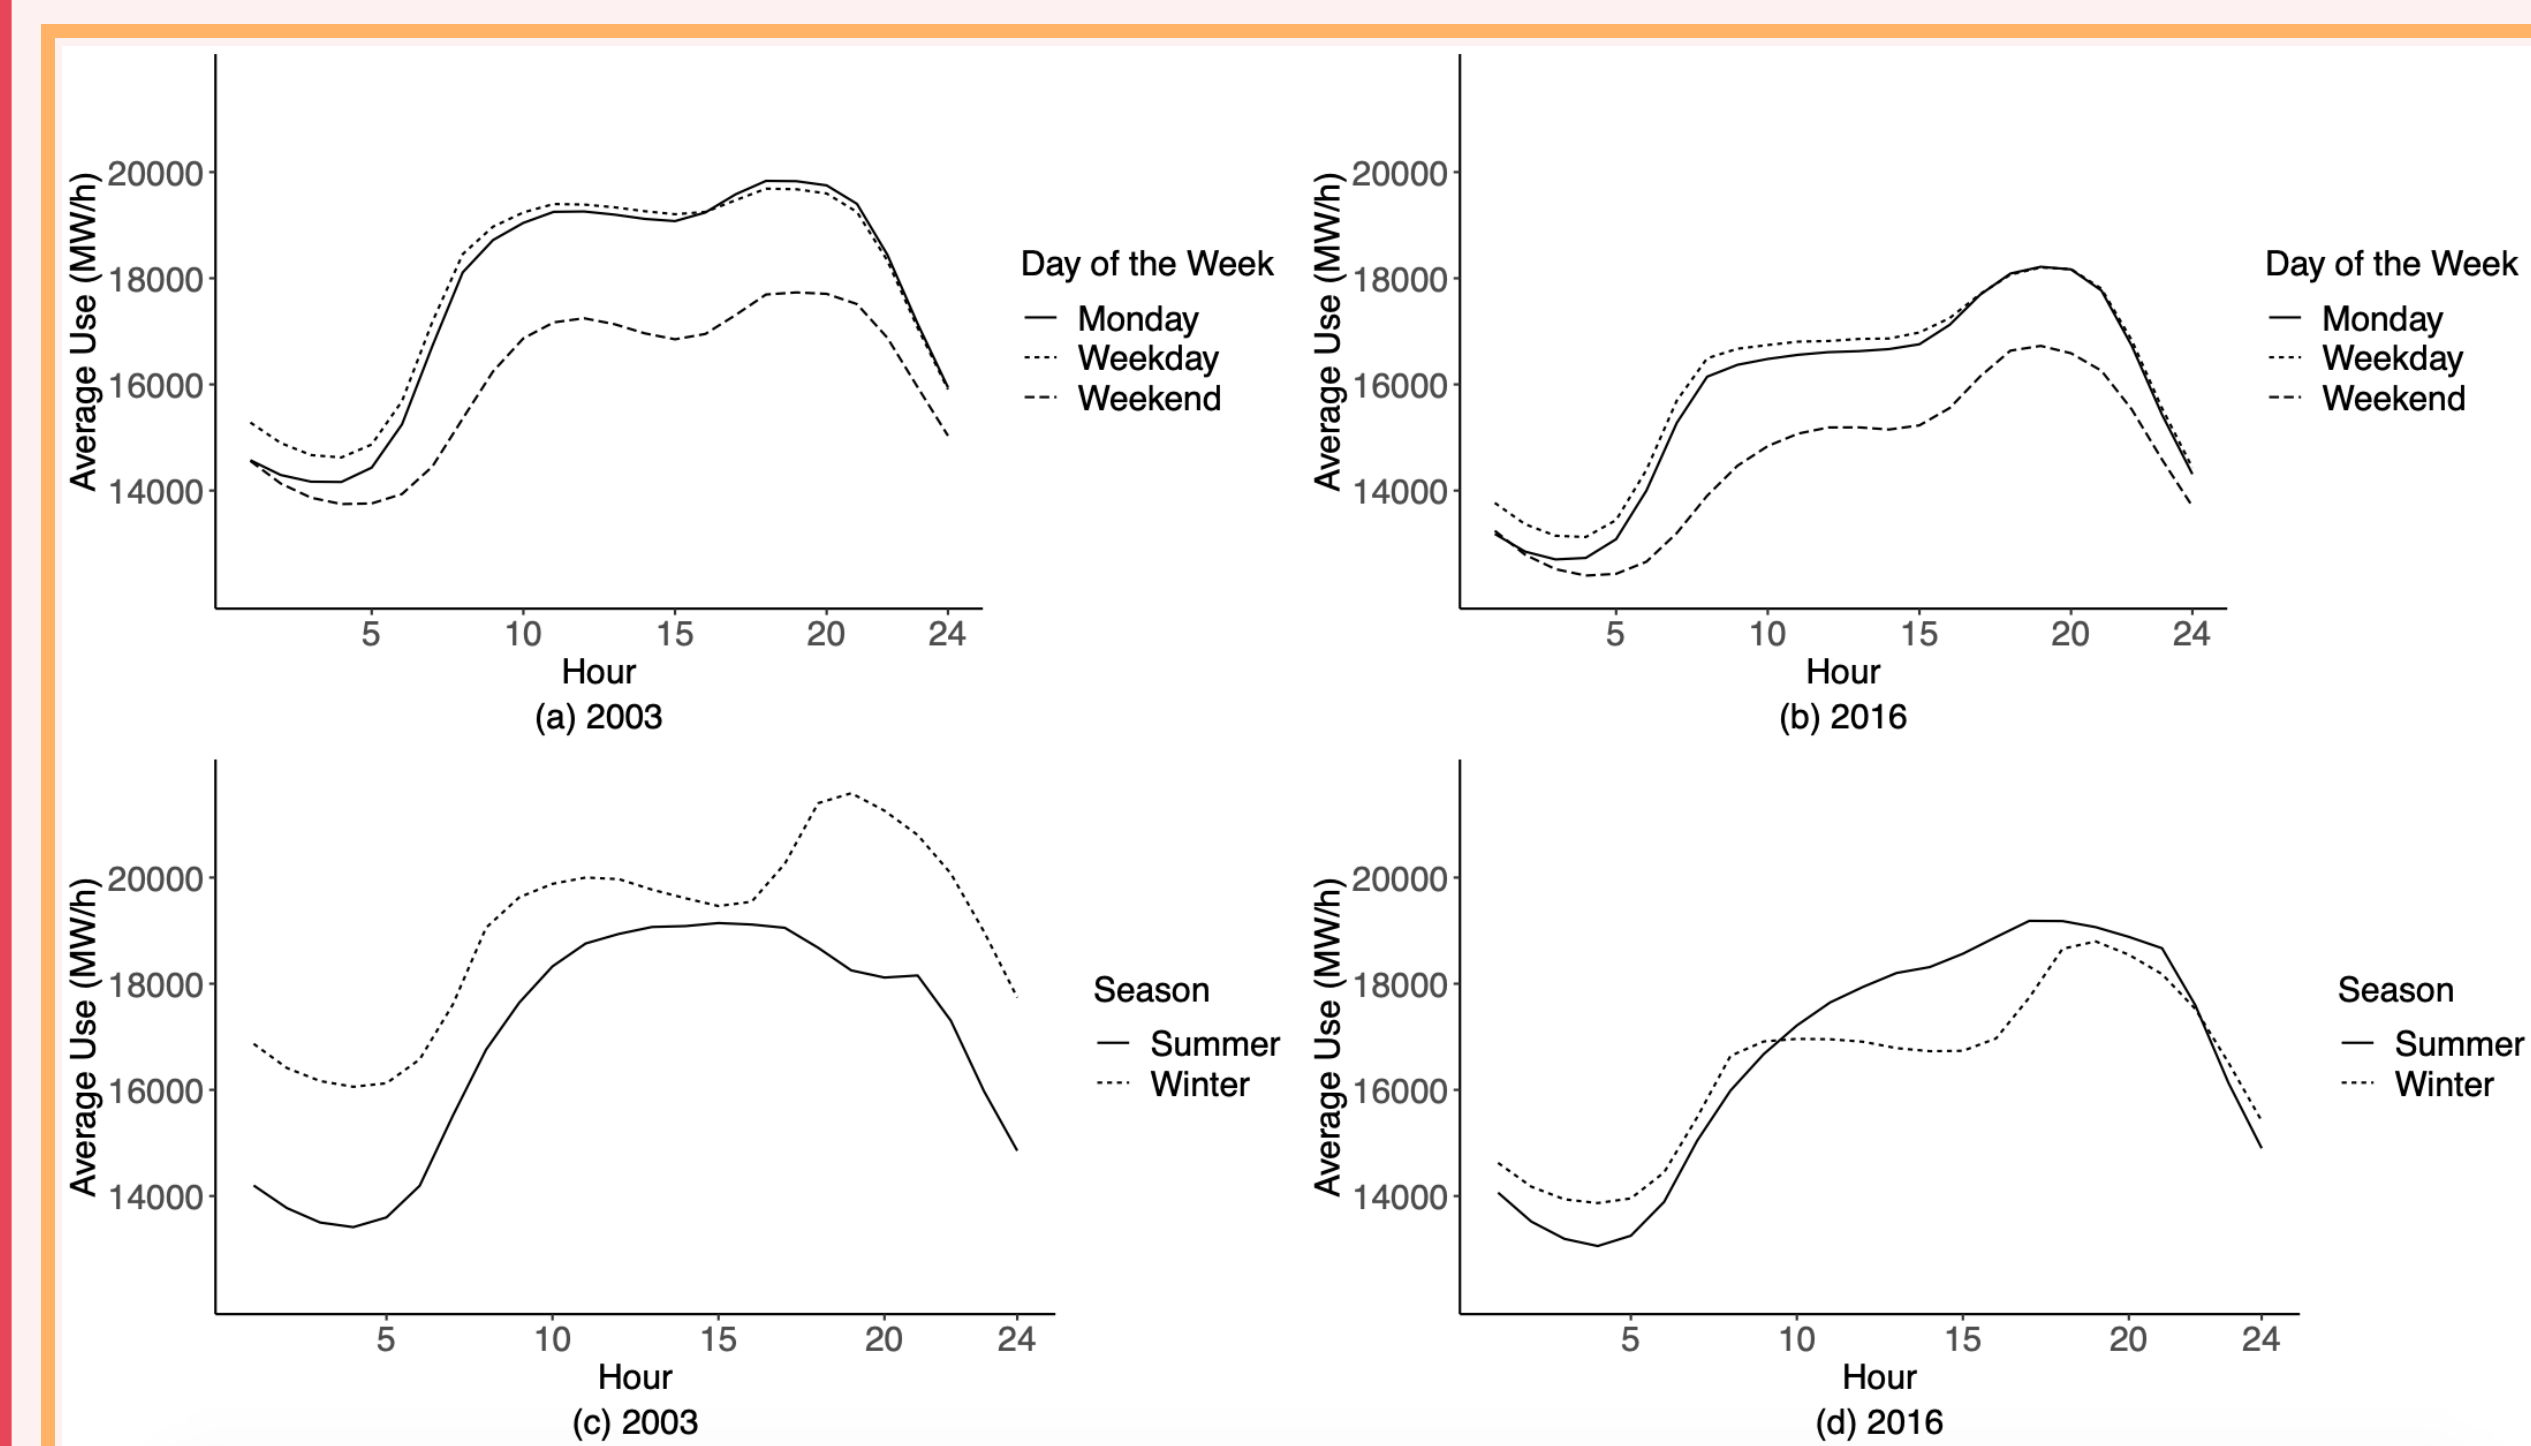 Average Use (MW/h)
20000
18000
16000
14000
5 10 15 20 24
Hour
(a) 2003
Day of the Week
Monday
Weekday
Weekend
Average Use (MW/h)
20000
18000
16000
14000
5 10 15 20 24
Hour
(b) 2016
Day of the Week
Monday
Weekday
Weekend
Average Use (MW/h)
20000
18000
16000
14000
5 10 15 20 24
Hour
(c) 2003
Season
Summer
Winter
Average Use (MW/h)
20000
18000
16000
14000
5 10 15 20 24
Hour
(d) 2016
Season
Summer
Winter